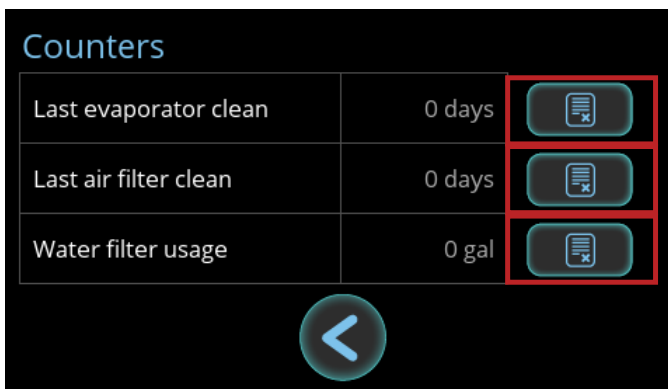 Counters
Last evaporator clean 0 days
Last air filter clean 0 days
Water filter usage 0 gal